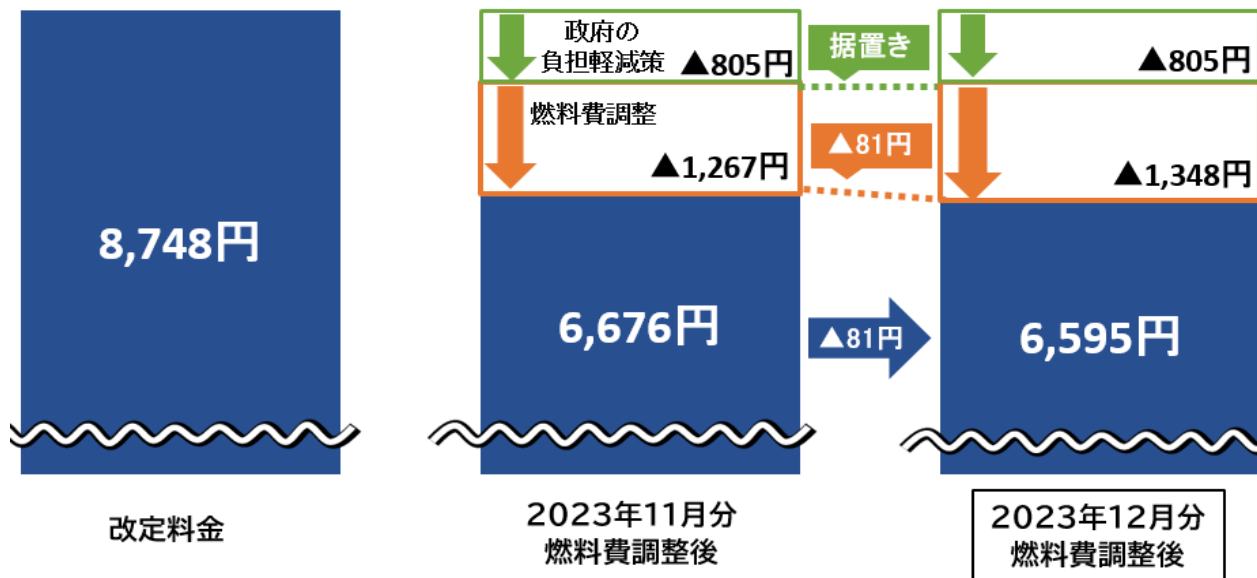 8,748円
改定料金
政府の
負担軽減策 ▲805円
燃料費調整
▲1,267円
6,676円
2023年11月分
燃料費調整後
据置き
▲81円
▲81円
▲805円
▲1,348円
6,595円
2023年12月分
燃料費調整後